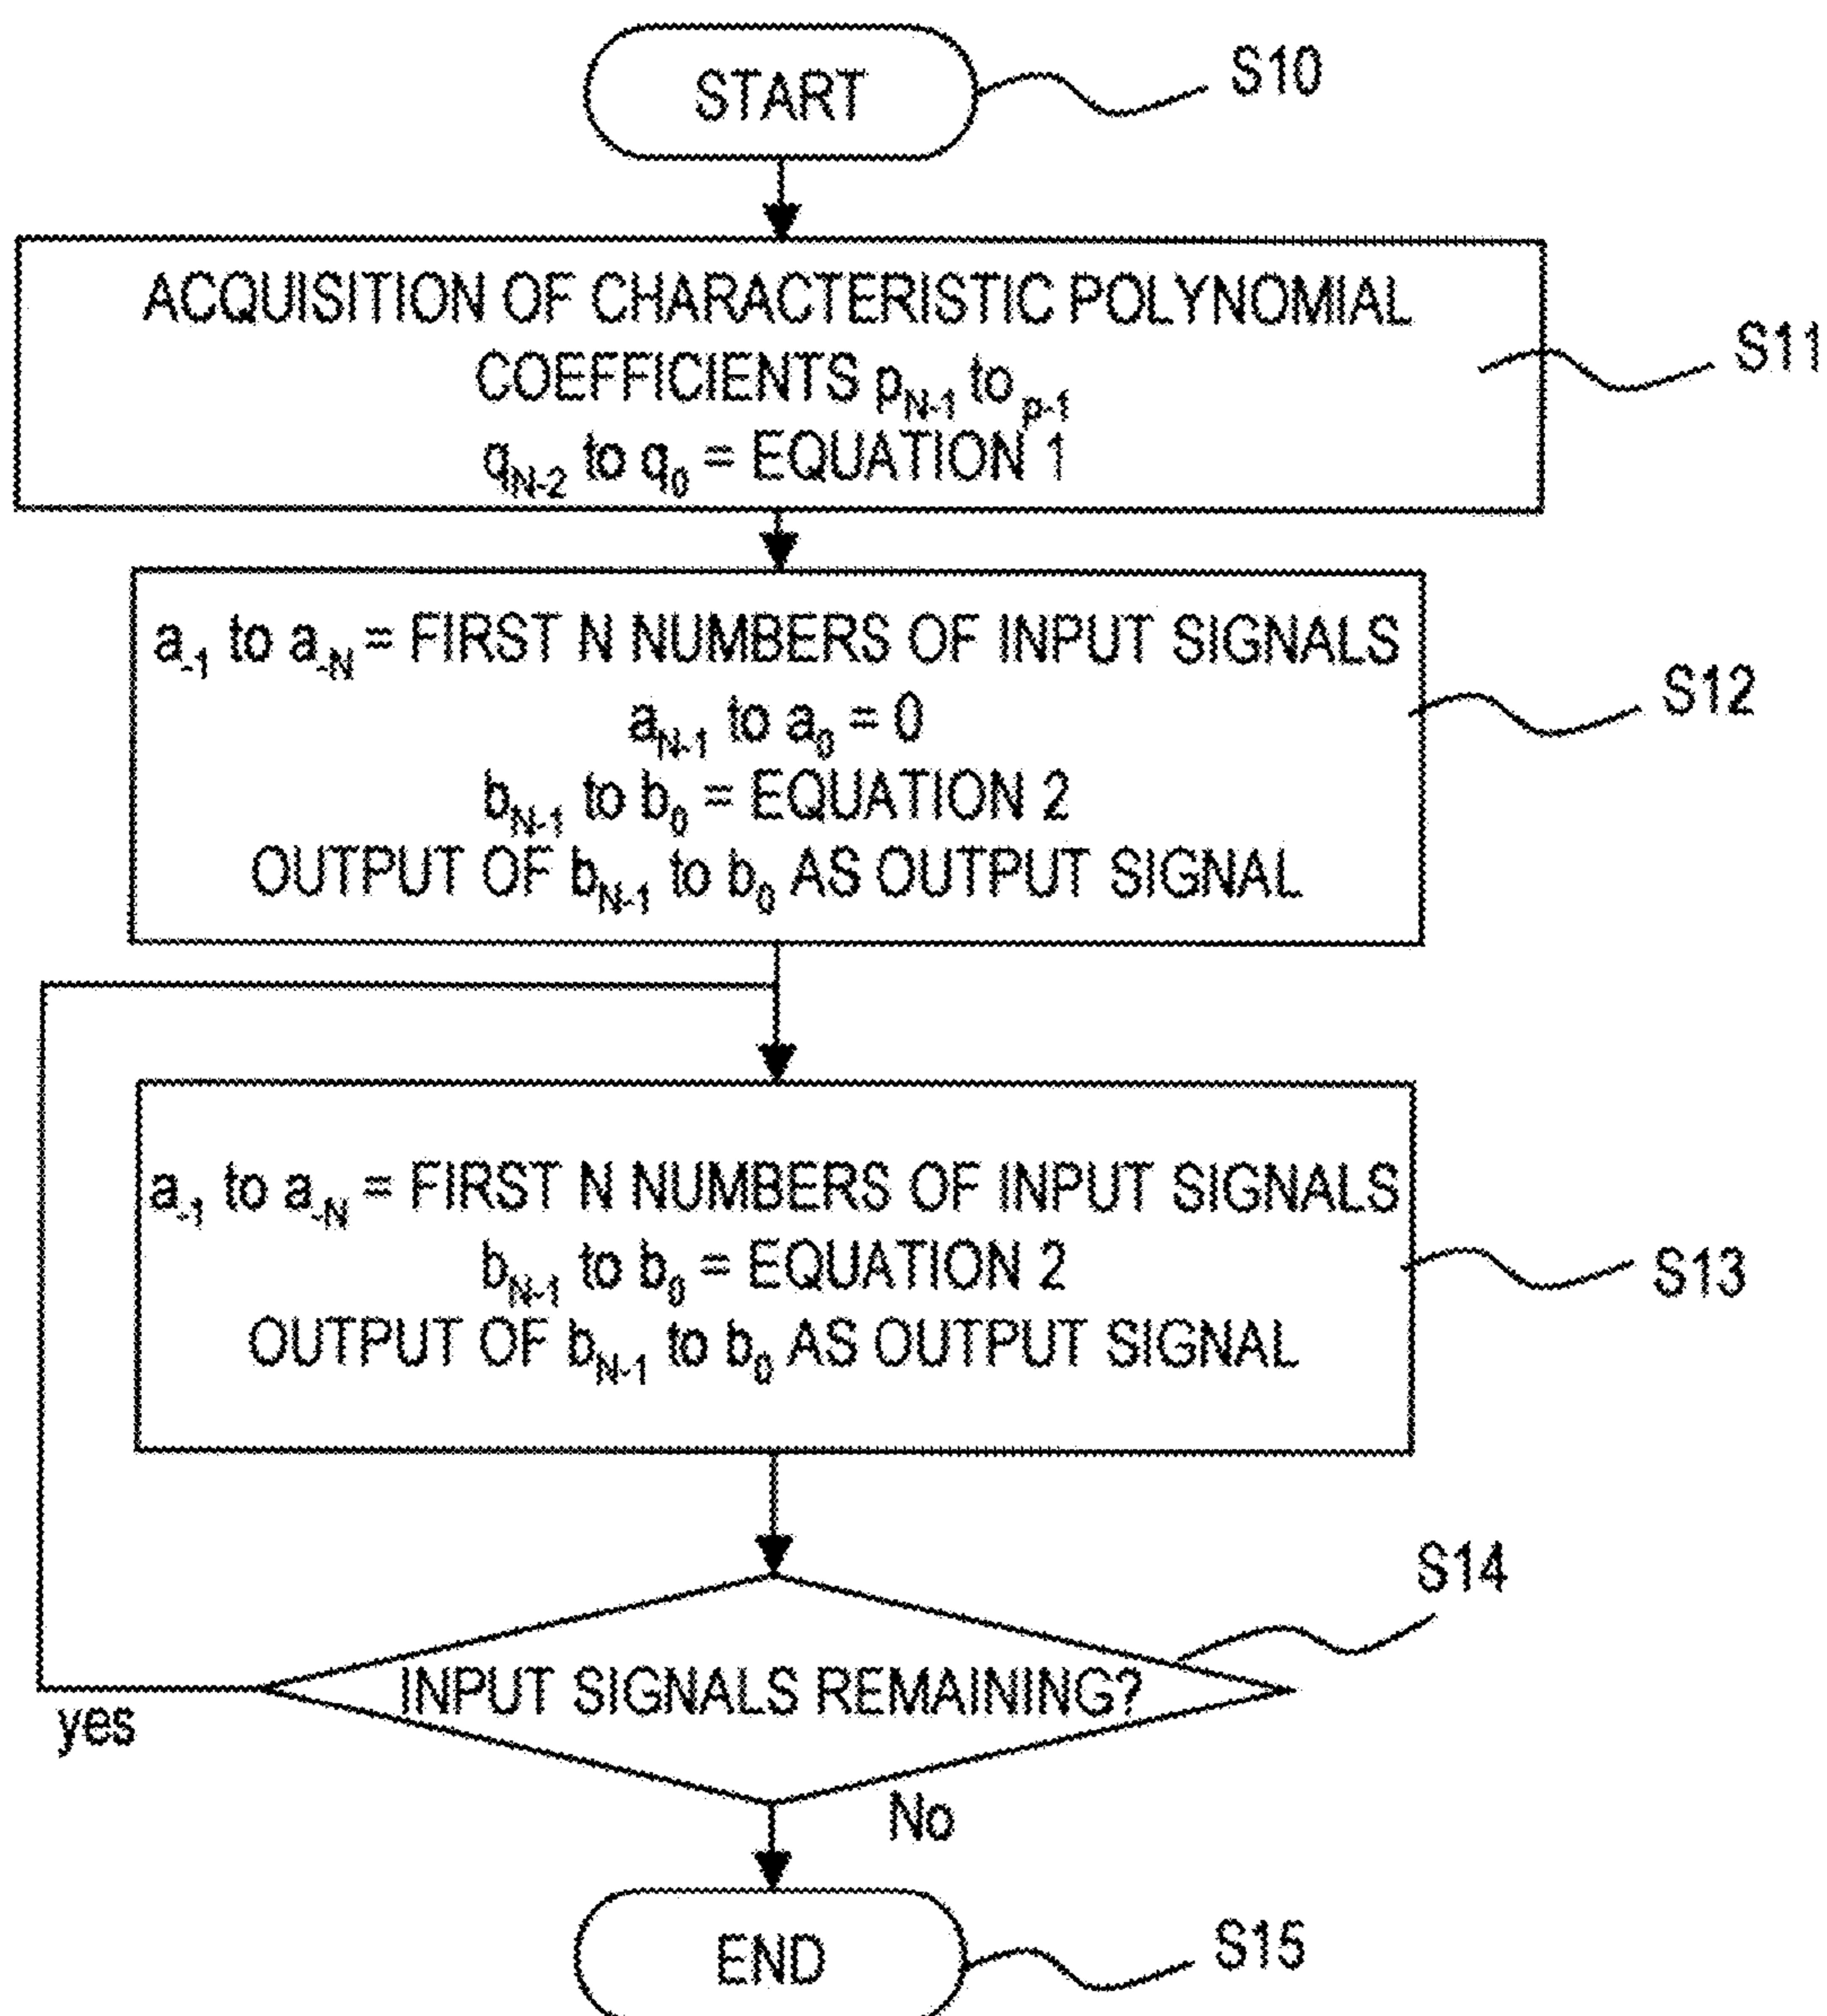 START
S10
ACQUISITION OF CHARACTERISTIC POLYNOMIAL
COEFFICIENTS p_{N-1} to _{p-1}
q_{N-2} to q_0 = EQUATION 1
S11
a_{-1} to a_{-N} = FIRST N NUMBERS OF INPUT SIGNALS
a_{N-1} to a_0 = 0
b_{N-1} to b_0 = EQUATION 2
OUTPUT OF b_{N-1} to b_0 AS OUTPUT SIGNAL
S12
a_{-1} to a_{-N} = FIRST N NUMBERS OF INPUT SIGNALS
b_{N-1} to b_0 = EQUATION 2
OUTPUT OF b_{N-1} to b_0 AS OUTPUT SIGNAL
S13
S14
INPUT SIGNALS REMAINING?
yes
No
END
S15